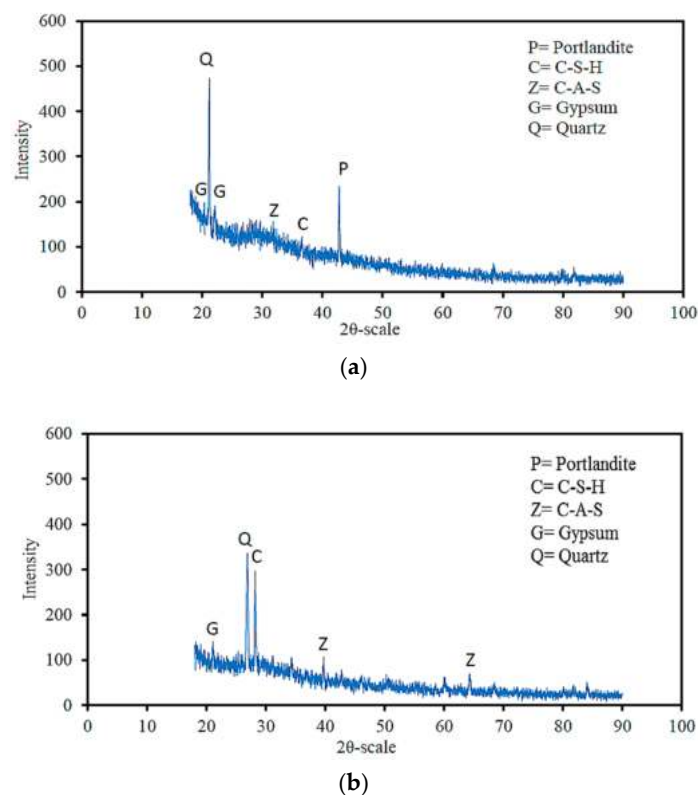 600
500
400
300
200
100
0
Intensity
Q
G
G
Z
C
P
P= Portlandite
C= C-S-H
Z= C-A-S
G= Gypsum
Q= Quartz
0 10 20 30 40 50 60 70 80 90 100
2θ-scale
(a)
600
500
400
300
200
100
0
Intensity
Q
C
G
Z
Z
P= Portlandite
C= C-S-H
Z= C-A-S
G= Gypsum
Q= Quartz
0 10 20 30 40 50 60 70 80 90 100
2θ-scale
(b)